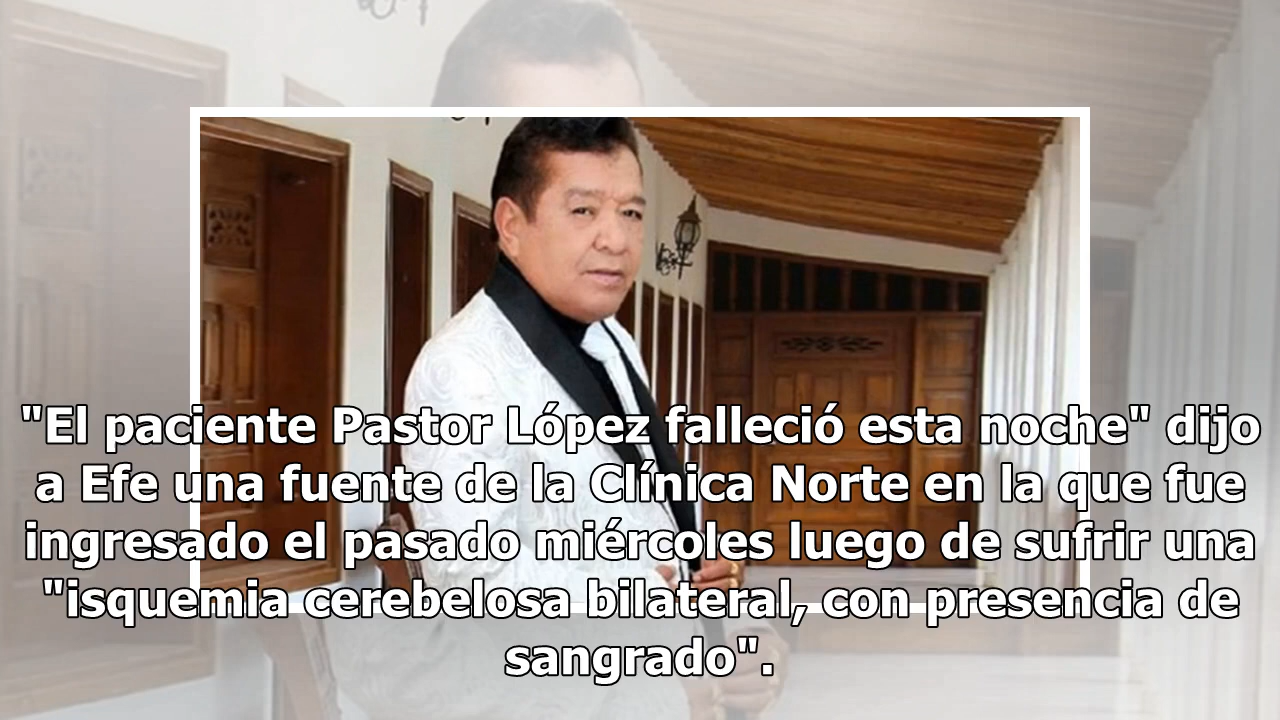 "El paciente Pastor López falleció esta noche" dijo
a Efe una fuente de la Clínica Norte en la que fue
ingresado el pasado miércoles luego de sufrir una
"isquemia cerebelosa bilateral, con presencia de
sangrado".